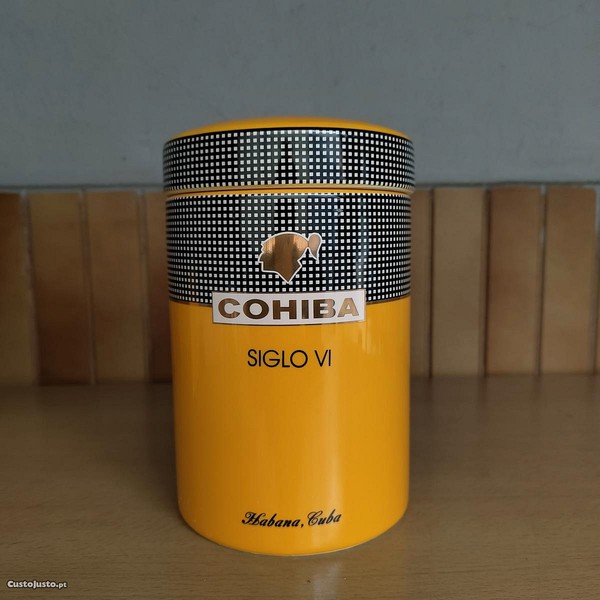 COHIBA
SIGLO VI
Habana, Cuba
CustoJusto.pt